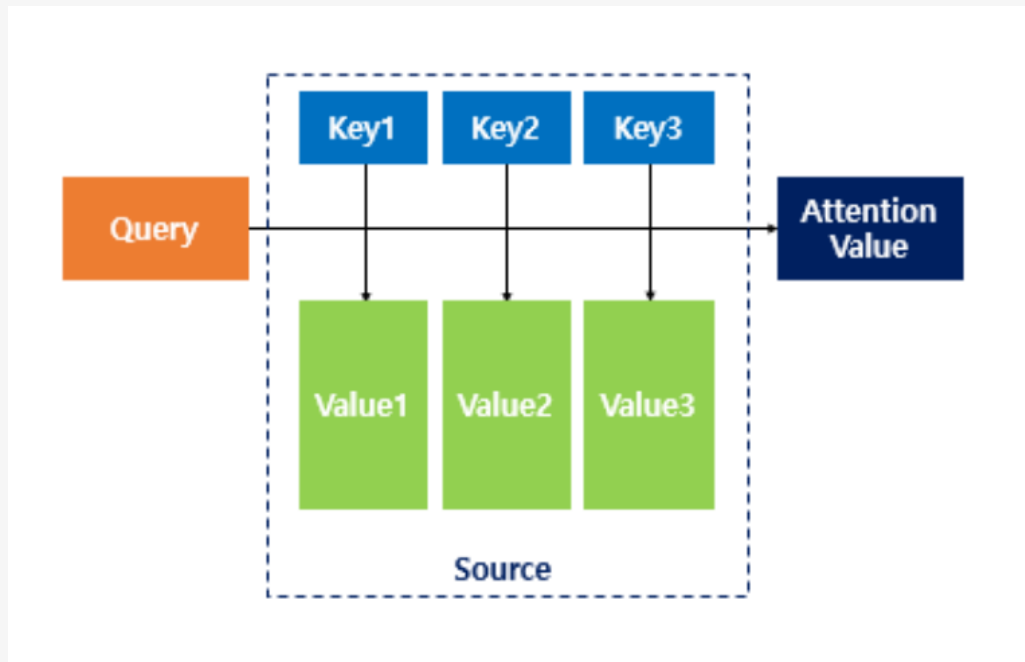 Key1
Key2
Key3
Query
Attention
Value
Value1
Value2
Value3
Source